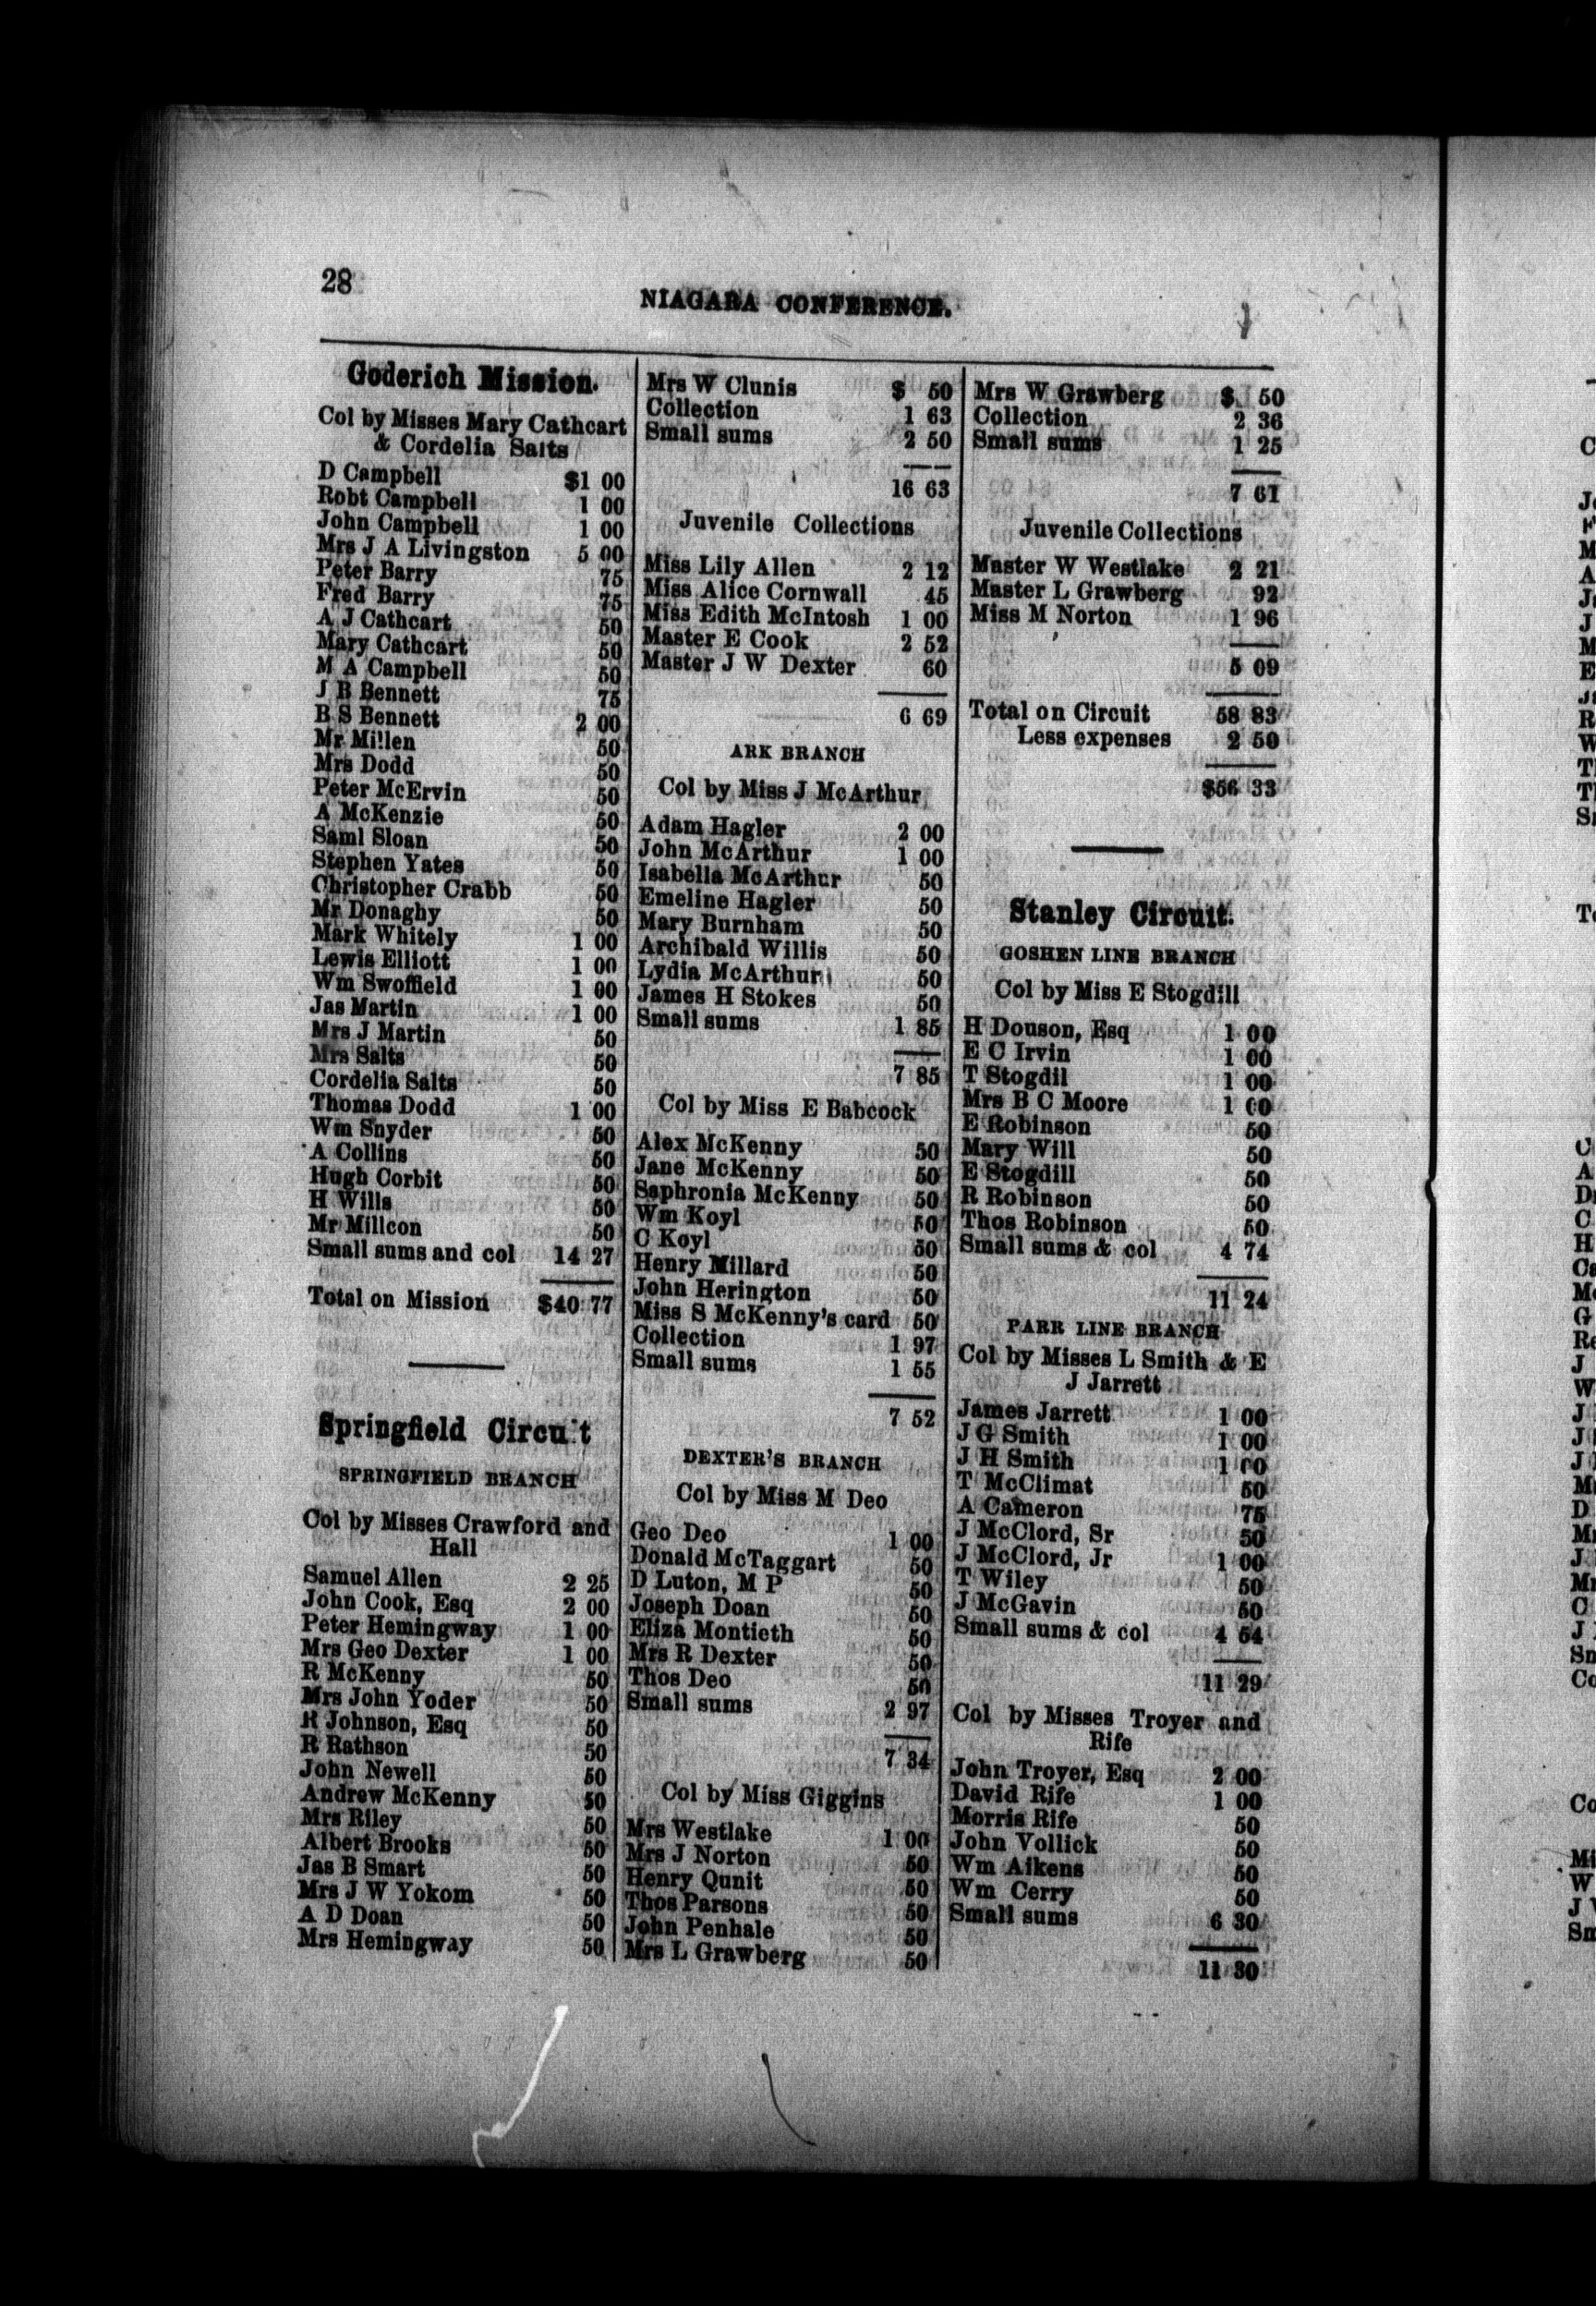 28
NIAGARA CONFERENCE.
Goderich Mission.
Col by Misses Mary Cathcart
& Cordelia Salts
D Campbell $1 00
Robt Campbell 1 00
John Campbell 1 00
Mrs J A Livingston 5 00
Peter Barry 75
Fred Barry 75
A J Cathcart 50
Mary Cathcart 50
M A Campbell 50
J B Bennett 75
B S Bennett 2 00
Mr Millen 50
Mrs Dodd 50
Peter McErvin 50
A McKenzie 50
Saml Sloan 50
Stephen Yates 50
Christopher Crabb 50
Mr Donaghy 50
Mark Whitely 1 00
Lewis Elliott 1 00
Wm Swoffield 1 00
Jas Martin 1 00
Mrs J Martin 50
Mrs Salts 50
Cordelia Salts 50
Thomas Dodd 1 00
Wm Snyder 50
A Collins 50
Hugh Corbit 50
H Wills 50
Mr Millcon 50
Small sums and col 14 27
Total on Mission $40 77
Springfield Circuit
SPRINGFIELD BRANCH
Col by Misses Crawford and
Hall
Samuel Allen 2 25
John Cook, Esq 2 00
Peter Hemingway 1 00
Mrs Geo Dexter 1 00
R McKenny 50
Mrs John Yoder 50
R Johnson, Esq 50
R Rathson 50
John Newell 50
Andrew McKenny 50
Mrs Riley 50
Albert Brooks 50
Jas B Smart 50
Mrs J W Yokom 50
A D Doan 50
Mrs Hemingway 50
Mrs W Clunis $ 50
Collection 1 63
Small sums 2 50
16 63
Juvenile Collections
Miss Lily Allen 2 12
Miss Alice Cornwall 45
Miss Edith McIntosh 1 00
Master E Cook 2 52
Master J W Dexter 60
6 69
ARK BRANCH
Col by Miss J McArthur
Adam Hagler 2 00
John McArthur 1 00
Isabella McArthur 50
Emeline Hagler 50
Mary Burnham 50
Archibald Willis 50
Lydia McArthur 50
James H Stokes 50
Small sums 1 85
7 85
Col by Miss E Babcock
Alex McKenny 50
Jane McKenny 50
Saphronia McKenny 50
Wm Koyl 50
C Koyl 50
Henry Millard 50
John Herington 50
Miss S McKenny's card 50
Collection 1 97
Small sums 1 55
7 52
DEXTER'S BRANCH
Col by Miss M Deo
Geo Deo 1 00
Donald McTaggart 50
D Luton, M P 50
Joseph Doan 50
Eliza Montieth 50
Mrs R Dexter 50
Thos Deo 50
Small sums 2 97
7 34
Col by Miss Giggins
Mrs Westlake 1 00
Mrs J Norton 50
Henry Qunit 50
Thos Parsons 50
John Penhale 50
Mrs L Grawberg 50
Mrs W Grawberg $ 50
Collection 2 36
Small sums 1 25
7 61
Juvenile Collections
Master W Westlake 2 21
Master L Grawberg 92
Miss M Norton 1 96
5 09
Total on Circuit 58 83
Less expenses 2 50
$56 33
Stanley Circuit.
GOSHEN LINE BRANCH
Col by Miss E Stogdill
H Douson, Esq 1 00
E C Irvin 1 00
T Stogdil 1 00
Mrs B C Moore 1 00
E Robinson 50
Mary Will 50
E Stogdill 50
R Robinson 50
Thos Robinson 50
Small sums & col 4 74
11 24
PARR LINE BRANCH
Col by Misses L Smith & E
J Jarrett
James Jarrett 1 00
J G Smith 1 00
J H Smith 1 00
T McClimat 50
A Cameron 75
J McClord, Sr 50
J McClord, Jr 1 00
T Wiley 50
J McGavin 50
Small sums & col 4 54
11 29
Col by Misses Troyer and
Rife
John Troyer, Esq 2 00
David Rife 1 00
Morris Rife 50
John Vollick 50
Wm Aikens 50
Wm Cerry 50
Small sums 6 30
11 30